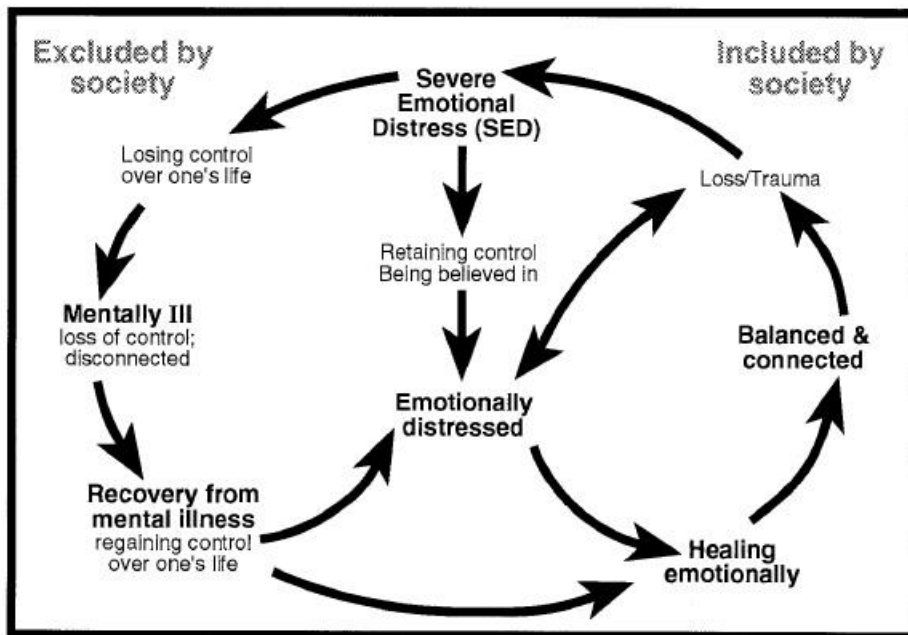 Excluded by
society
Included by
society
Severe
Emotional
Distress (SED)
Losing control
over one's life
Loss/Trauma
Retaining control
Being believed in
Mentally Ill
loss of control;
disconnected
Balanced &
connected
Emotionally
distressed
Recovery from
mental illness
regaining control
over one's life
Healing
emotionally